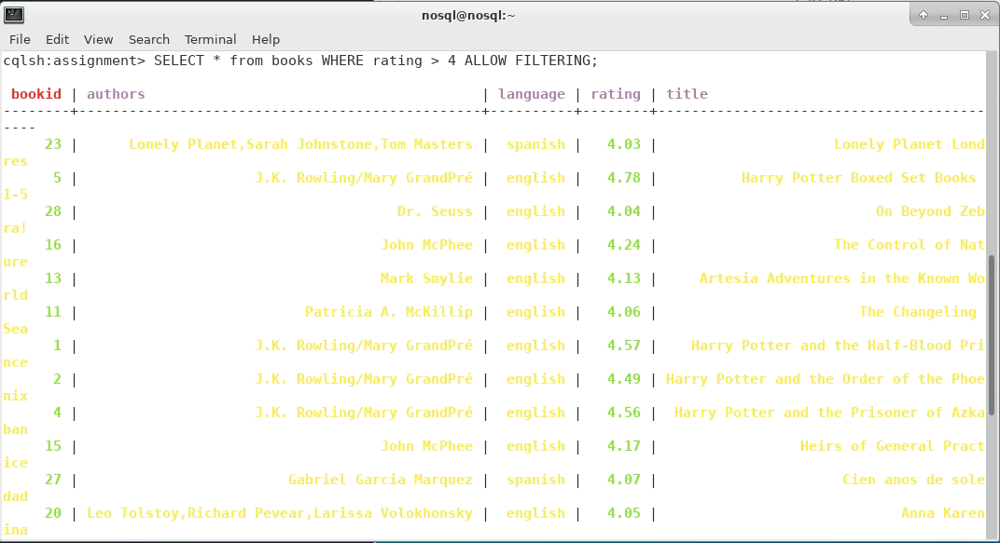 nosql@nosql:~
File Edit View Search Terminal Help
cqlsh:assignment> SELECT * from books WHERE rating > 4 ALLOW FILTERING;
bookid | authors | language | rating | title
--------+------------------------------------------------+----------+--------+---------------------------------------
----
23 | Lonely Planet,Sarah Johnstone,Tom Masters | spanish | 4.03 | Lonely Planet Lond
res
5 | J.K. Rowling/Mary GrandPré | english | 4.78 | Harry Potter Boxed Set Books
1-5
28 | Dr. Seuss | english | 4.04 | On Beyond Zeb
ra!
16 | John McPhee | english | 4.24 | The Control of Nat
ure
13 | Mark Smylie | english | 4.13 | Artesia Adventures in the Known Wo
rld
11 | Patricia A. McKillip | english | 4.06 | The Changeling
Sea
1 | J.K. Rowling/Mary GrandPré | english | 4.57 | Harry Potter and the Half-Blood Pri
nce
2 | J.K. Rowling/Mary GrandPré | english | 4.49 | Harry Potter and the Order of the Phoe
nix
4 | J.K. Rowling/Mary GrandPré | english | 4.56 | Harry Potter and the Prisoner of Azka
ban
15 | John McPhee | english | 4.17 | Heirs of General Pract
ice
27 | Gabriel Garcia Marquez | spanish | 4.07 | Cien anos de sole
dad
20 | Leo Tolstoy,Richard Pevear,Larissa Volokhonsky | english | 4.05 | Anna Karen
ina